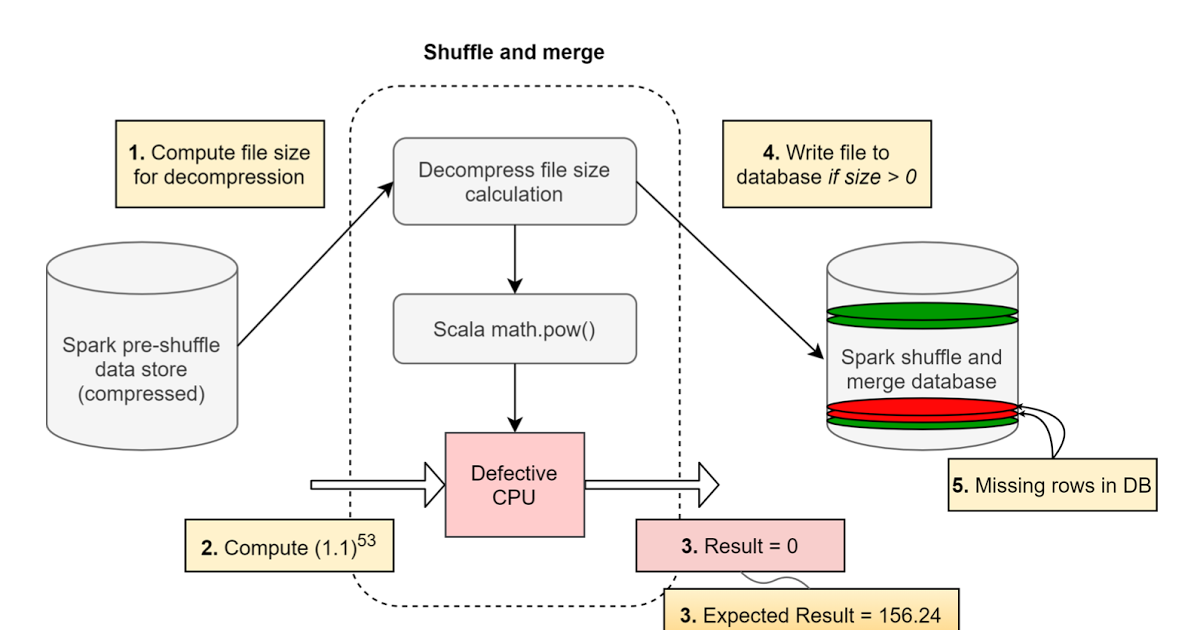 Shuffle and merge
1. Compute file size
for decompression
Decompress file size
calculation
4. Write file to
database if size > 0
Spark pre-shuffle
data store
(compressed)
Scala math.pow()
Spark shuffle and
merge database
Defective
CPU
5. Missing rows in DB
2. Compute (1.1)⁵³
3. Result = 0
3. Expected Result = 156.24